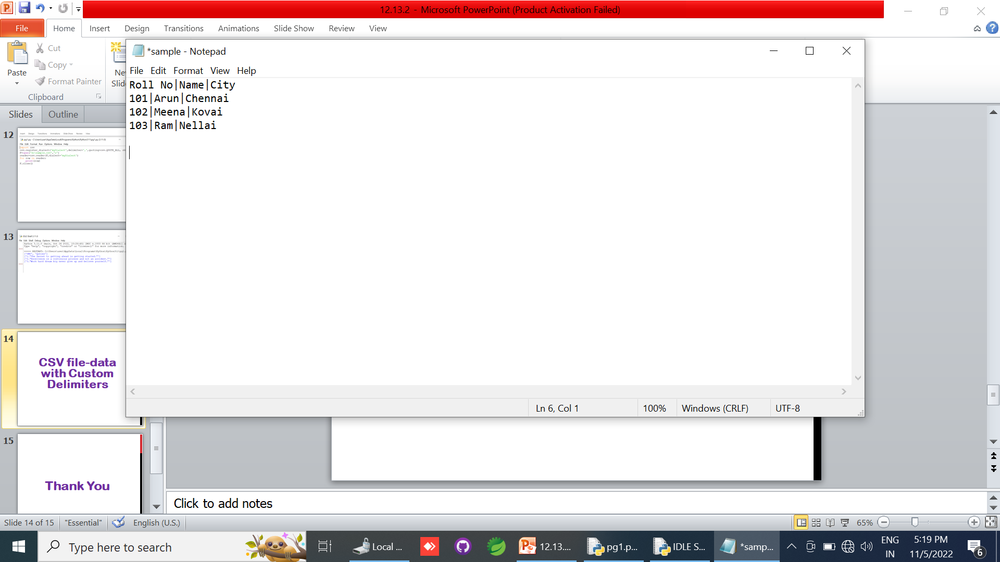 12.13.2 - Microsoft PowerPoint (Product Activation Failed)
File Home Insert Design Transitions Animations Slide Show Review View
Paste
Cut
Copy
Format Painter
Clipboard
Slides Outline
*sample - Notepad
File Edit Format View Help
Roll No|Name|City
101|Arun|Chennai
102|Meena|Kovai
103|Ram|Nellai
Ln 6, Col 1 100% Windows (CRLF) UTF-8
12
13
14
CSV file-data
with Custom
Delimiters
15
Thank You
Click to add notes
Slide 14 of 15 "Essential" English (U.S.) 65%
Type here to search
Local ...
12.13....
pg1.p...
IDLE S...
*samp...
ENG
IN
5:19 PM
11/5/2022
6